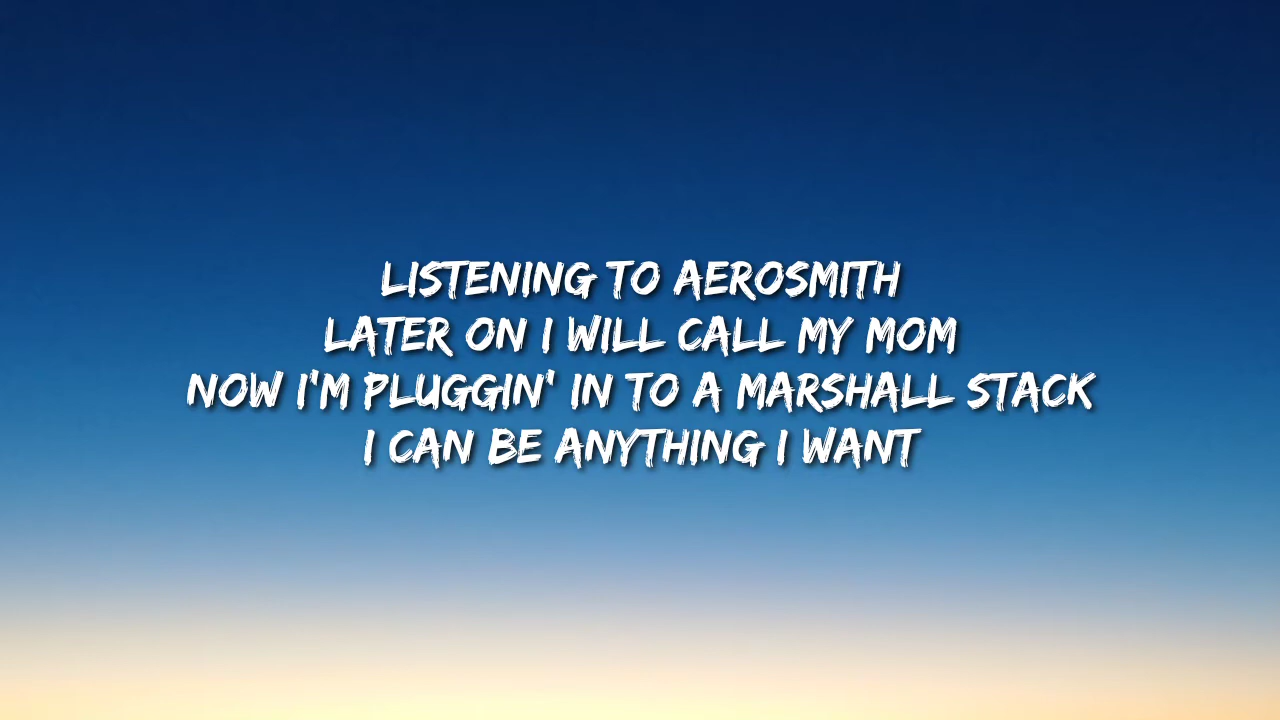 LISTENING TO AEROSMITH
LATER ON I WILL CALL MY MOM
NOW I'M PLUGGIN' IN TO A MARSHALL STACK
I CAN BE ANYTHING I WANT